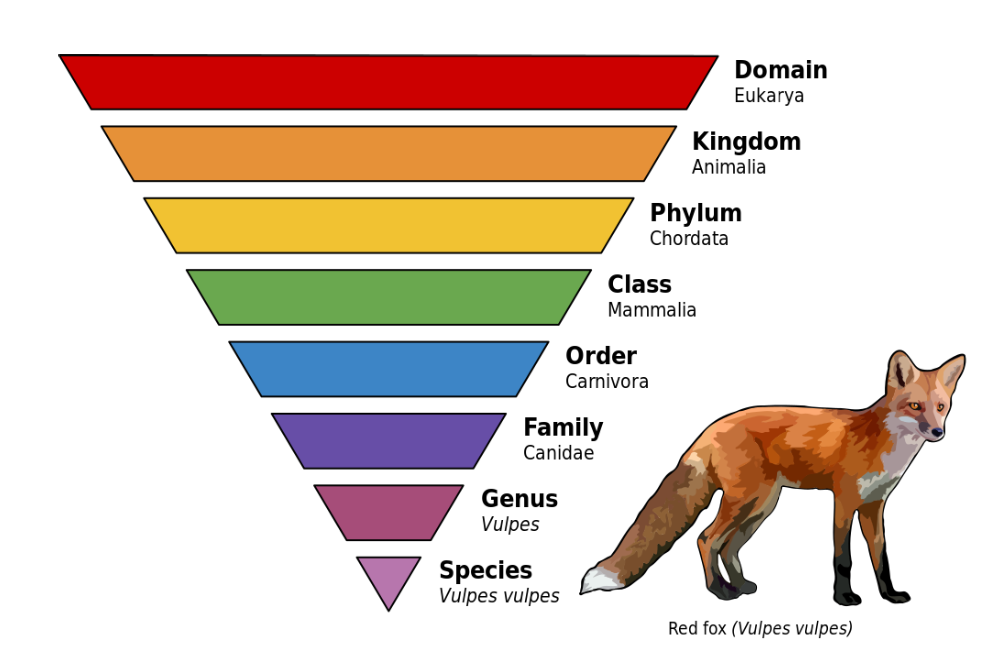 Domain
Eukarya
Kingdom
Animalia
Phylum
Chordata
Class
Mammalia
Order
Carnivora
Family
Canidae
Genus
Vulpes
Species
Vulpes vulpes
Red fox (Vulpes vulpes)